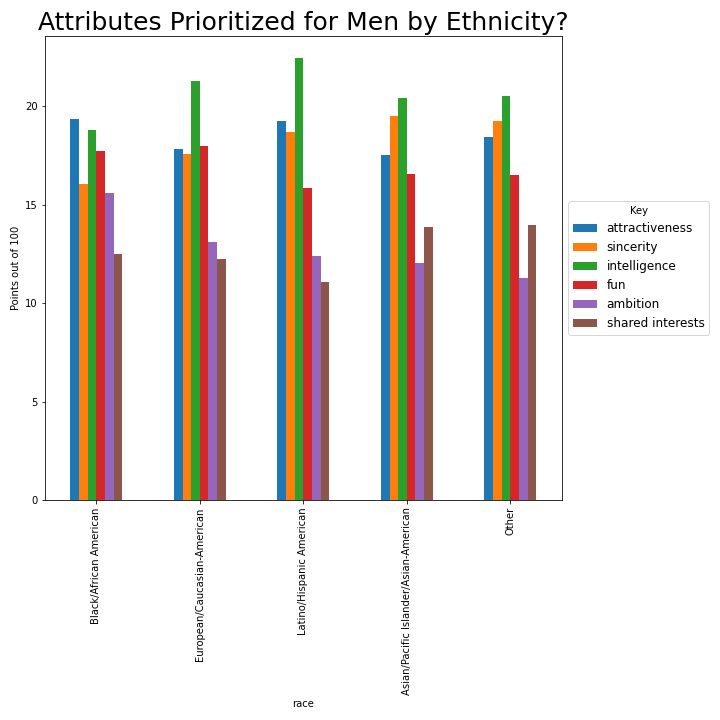 Attributes Prioritized for Men by Ethnicity?
Points out of 100
20
15
10
5
0
Black/African American
European/Caucasian-American
Latino/Hispanic American
Asian/Pacific Islander/Asian-American
Other
race
Key
attractiveness
sincerity
intelligence
fun
ambition
shared interests